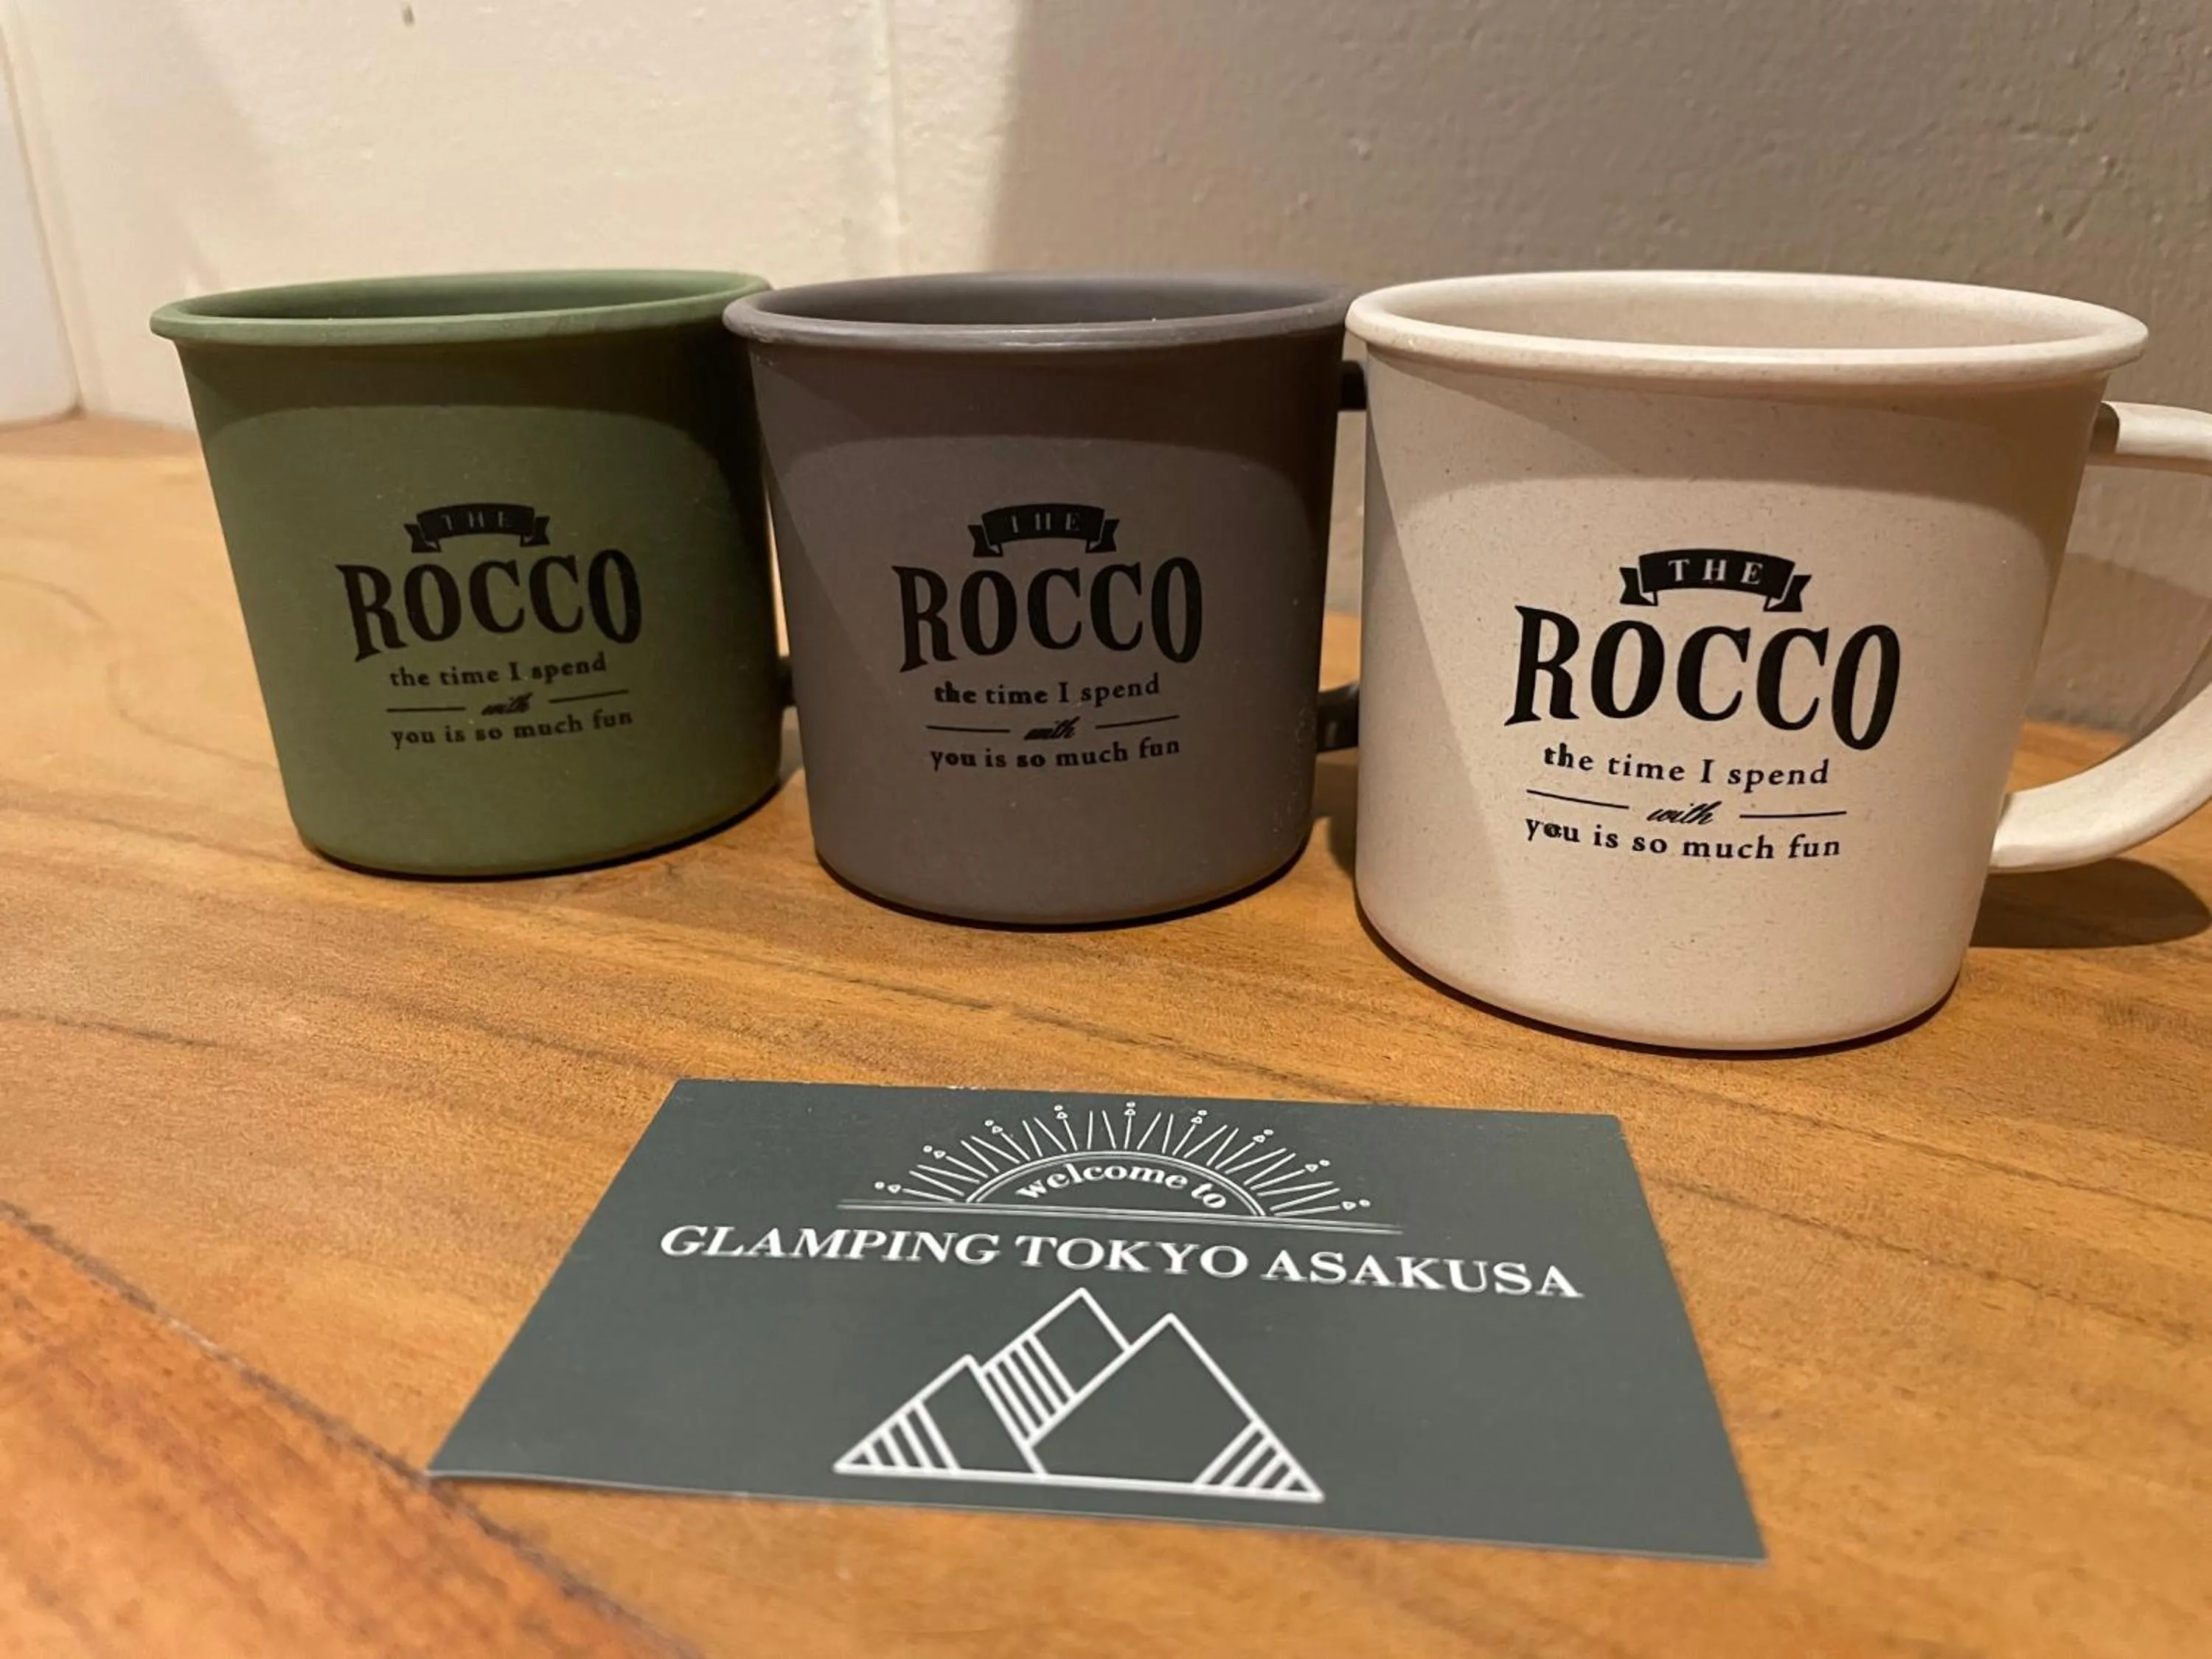 THE
ROCCO
the time I spend
with
you is so much fun
THE
ROCCO
the time I spend
with
you is so much fun
THE
ROCCO
the time I spend
with
you is so much fun
welcome to
GLAMPING TOKYO ASAKUSA